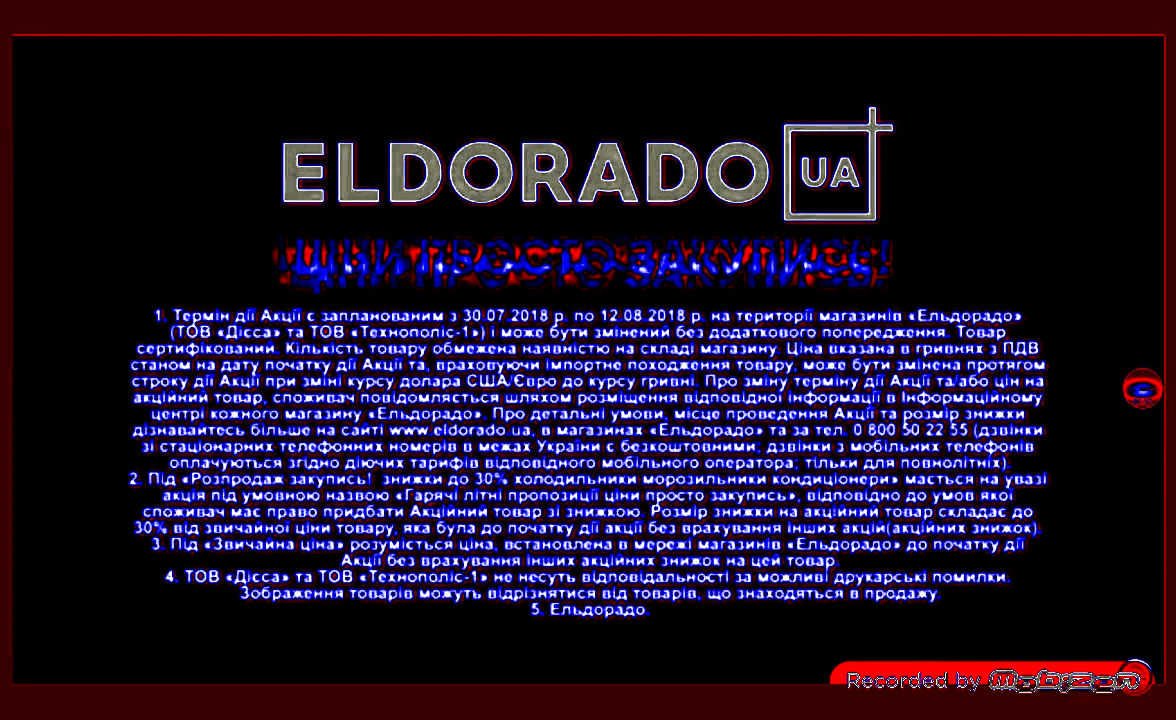 ELDORADO UA
ЦІНИ ПРОСТО ЗАКУПИСЬ!
1. Термін дії Акції є запланованим з 30.07.2018 р. по 12.08.2018 р. на території магазинів «Ельдорадо»
(ТОВ «Дієса» та ТОВ «Технополіс-1») і може бути змінений без додаткового попередження. Товар
сертифікований. Кількість товару обмежена наявністю на складі магазину. Ціна вказана в гривнях з ПДВ
станом на дату початку дії Акції та, враховуючи імпортне походження товару, може бути змінена протягом
строку дії Акції при зміні курсу долара США/Євро до курсу гривні. Про зміну терміну дії Акції та/або цін на
акційний товар, споживач повідомляється шляхом розміщення відповідної інформації в Інформаційному
центрі кожного магазину «Ельдорадо». Про детальні умови, місце проведення Акції та розмір знижки
дізнавайтесь більше на сайті www.eldorado.ua, в магазинах «Ельдорадо» та за тел. 0 800 50 22 55 (дзвінки
зі стаціонарних телефонних номерів в межах України є безкоштовними; дзвінки з мобільних телефонів
оплачуються згідно діючих тарифів відповідного мобільного оператора; тільки для повнолітніх).
2. Під «Розпродаж закупись! знижки до 30% холодильники морозильники кондиціонери» мається на увазі
акція під умовною назвою «Гарячі літні пропозиції ціни просто закупись», відповідно до умов якої
споживач має право придбати Акційний товар зі знижкою. Розмір знижки на акційний товар складає до
30% від звичайної ціни товару, яка була до початку дії акції без врахування інших акцій(акційних знижок).
3. Під «Звичайна ціна» розуміється ціна, встановлена в мережі магазинів «Ельдорадо» до початку дії
Акції без врахування інших акційних знижок на цей товар.
4. ТОВ «Дієса» та ТОВ «Технополіс-1» не несуть відповідальності за можливі друкарські помилки.
Зображення товарів можуть відрізнятися від товарів, що знаходяться в продажу.
5. Ельдорадо.
Recorded by Mobizen